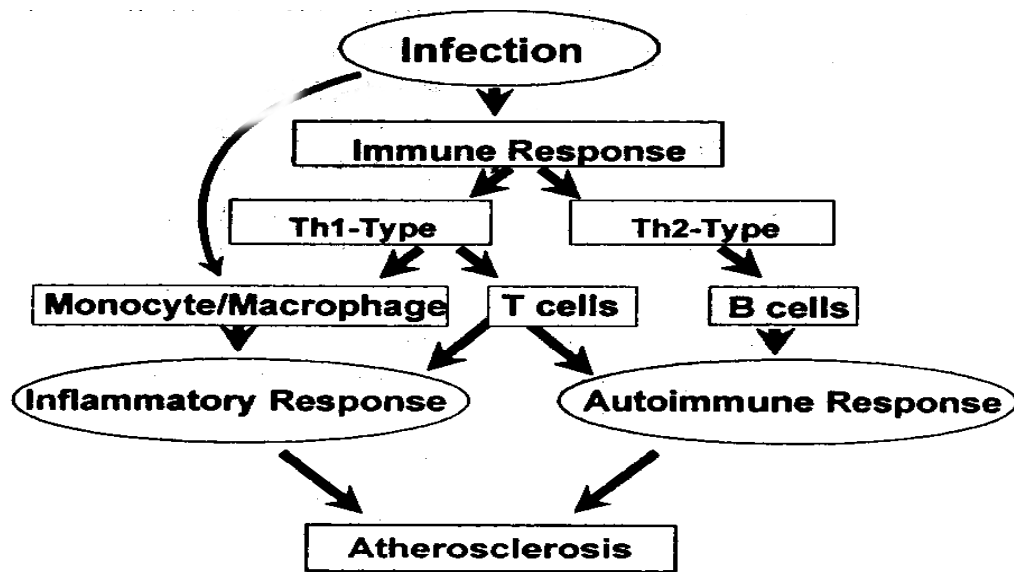 Infection
Immune Response
Th1-Type
Th2-Type
Monocyte/Macrophage
T cells
B cells
Inflammatory Response
Autoimmune Response
Atherosclerosis